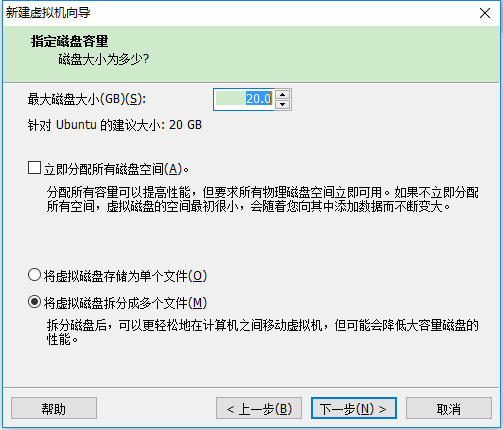 新建虚拟机向导
指定磁盘容量
磁盘大小为多少?
最大磁盘大小(GB)(S):
20.0
针对 Ubuntu 的建议大小: 20 GB
立即分配所有磁盘空间(A)。
分配所有容量可以提高性能，但要求所有物理磁盘空间立即可用。如果不立即分配
所有空间，虚拟磁盘的空间最初很小，会随着您向其中添加数据而不断变大。
将虚拟磁盘存储为单个文件(O)
将虚拟磁盘拆分成多个文件(M)
拆分磁盘后，可以更轻松地在计算机之间移动虚拟机，但可能会降低大容量磁盘的
性能。
帮助
< 上一步(B)
下一步(N) >
取消